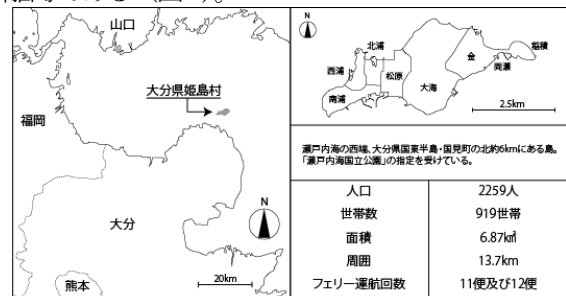 山口
大分県姫島村
福岡
大分
熊本
N
20km
N
北浦
西浦
南浦
松原
大海
金
両瀬
稲積
2.5km
瀬戸内海の西端、大分県国東半島・国見町の北約6kmにある島。
「瀬戸内海国立公園」の指定を受けている。
人口 2259人
世帯数 919世帯
面積 6.87k㎡
周囲 13.7km
フェリー運航回数 11便及び12便